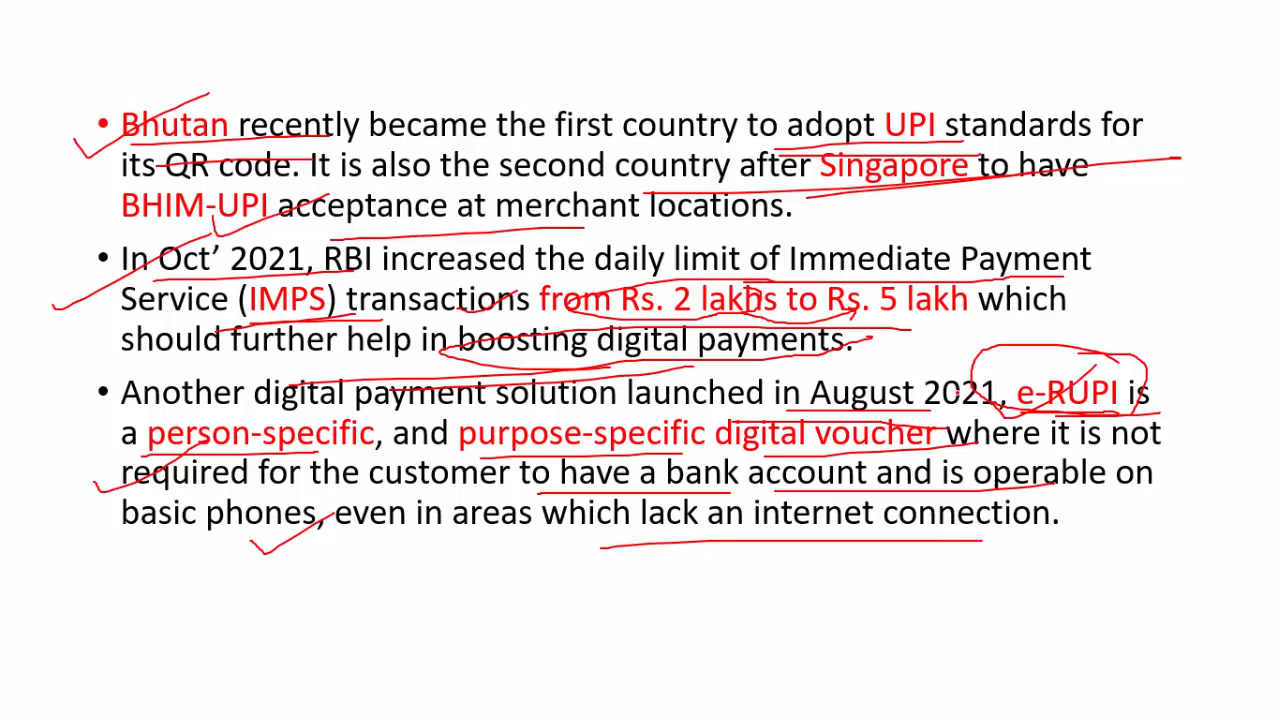 • Bhutan recently became the first country to adopt UPI standards for
its QR code. It is also the second country after Singapore to have
BHIM-UPI acceptance at merchant locations.
• In Oct’ 2021, RBI increased the daily limit of Immediate Payment
Service (IMPS) transactions from Rs. 2 lakhs to Rs. 5 lakh which
should further help in boosting digital payments.
• Another digital payment solution launched in August 2021, e-RUPI is
a person-specific, and purpose-specific digital voucher where it is not
required for the customer to have a bank account and is operable on
basic phones, even in areas which lack an internet connection.